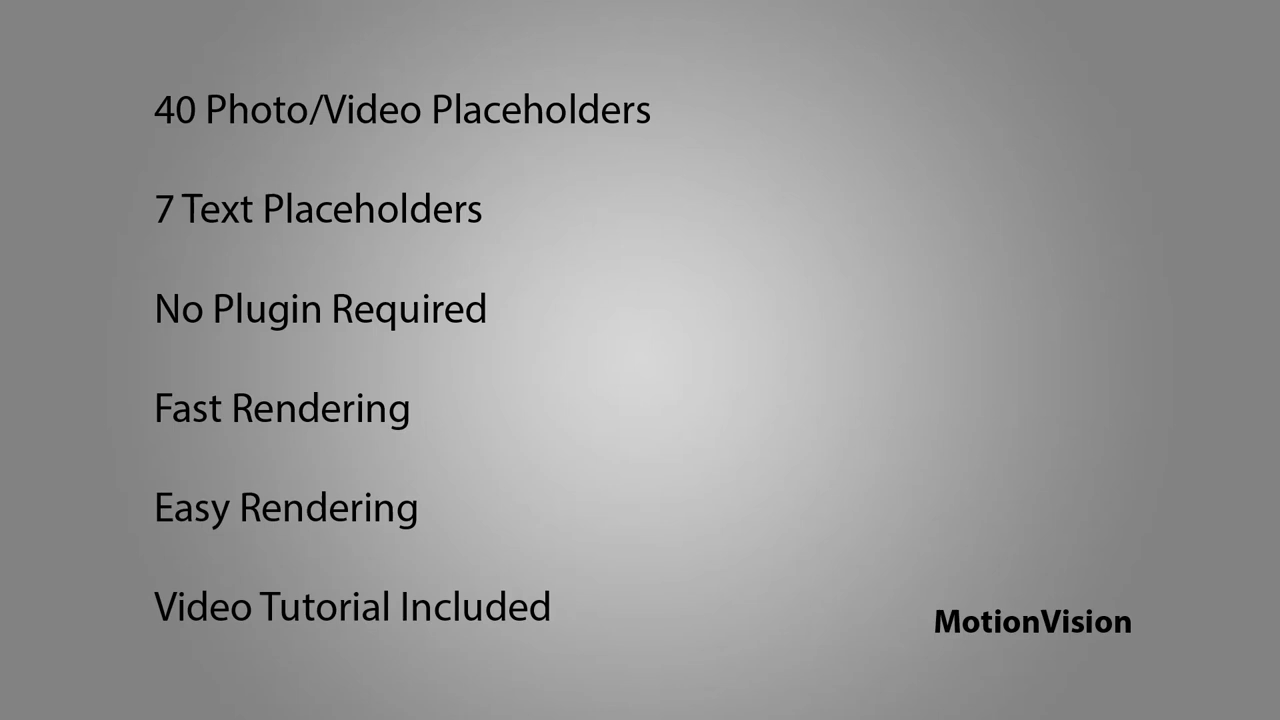 40 Photo/Video Placeholders
7 Text Placeholders
No Plugin Required
Fast Rendering
Easy Rendering
Video Tutorial Included
MotionVision